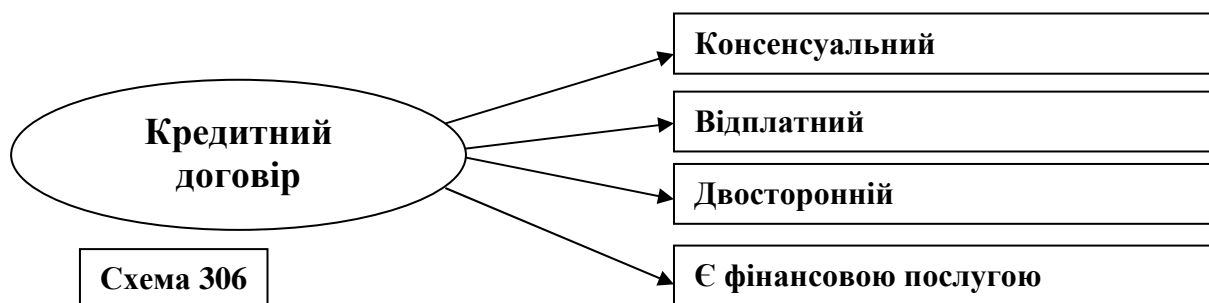 Кредитний
договір
Консенсуальний
Відплатний
Двосторонній
Є фінансовою послугою
Схема 306